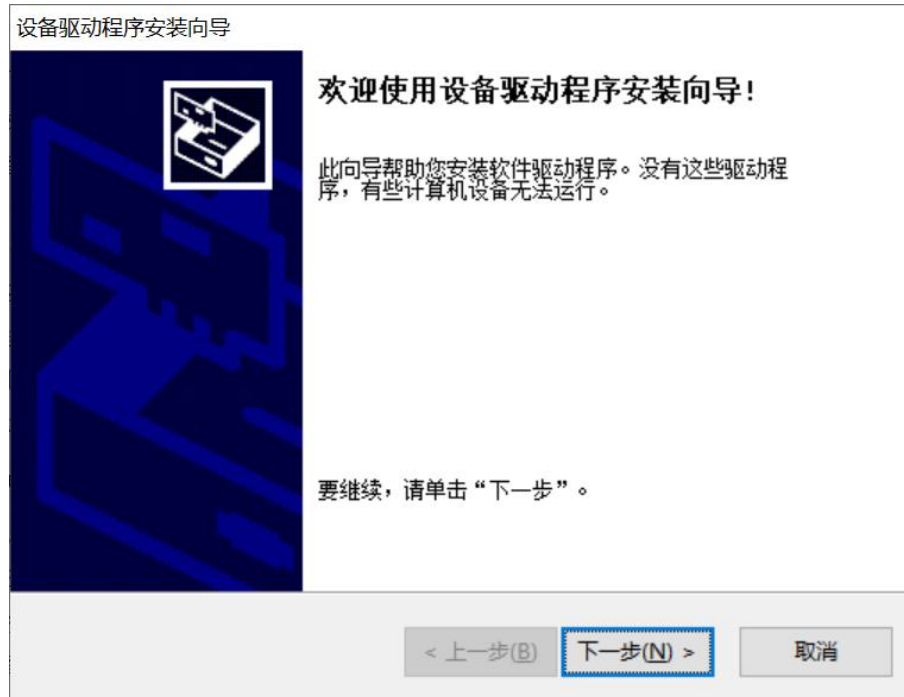 设备驱动程序安装向导
欢迎使用设备驱动程序安装向导!
此向导帮助您安装软件驱动程序。没有这些驱动程
序，有些计算机设备无法运行。
要继续，请单击“下一步”。
< 上一步(B)
下一步(N) >
取消